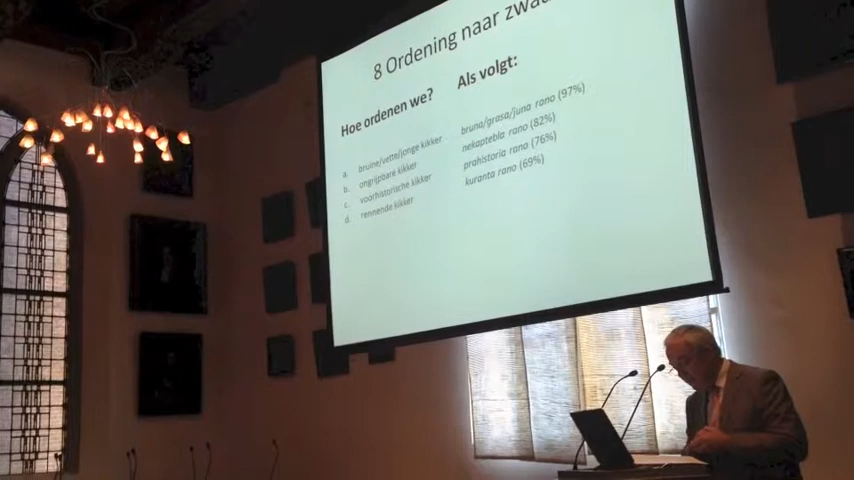 8 Ordening naar zwaa
Hoe ordenen we?
a. bruine/vette/jonge kikker
b. ongrijpbare kikker
c. voorhistorische kikker
d. rennende kikker
Als volgt:
bruna/grasa/juna rano (97%)
nekaptebla rano (82%)
prahistoria rano (76%)
kuranta rano (69%)